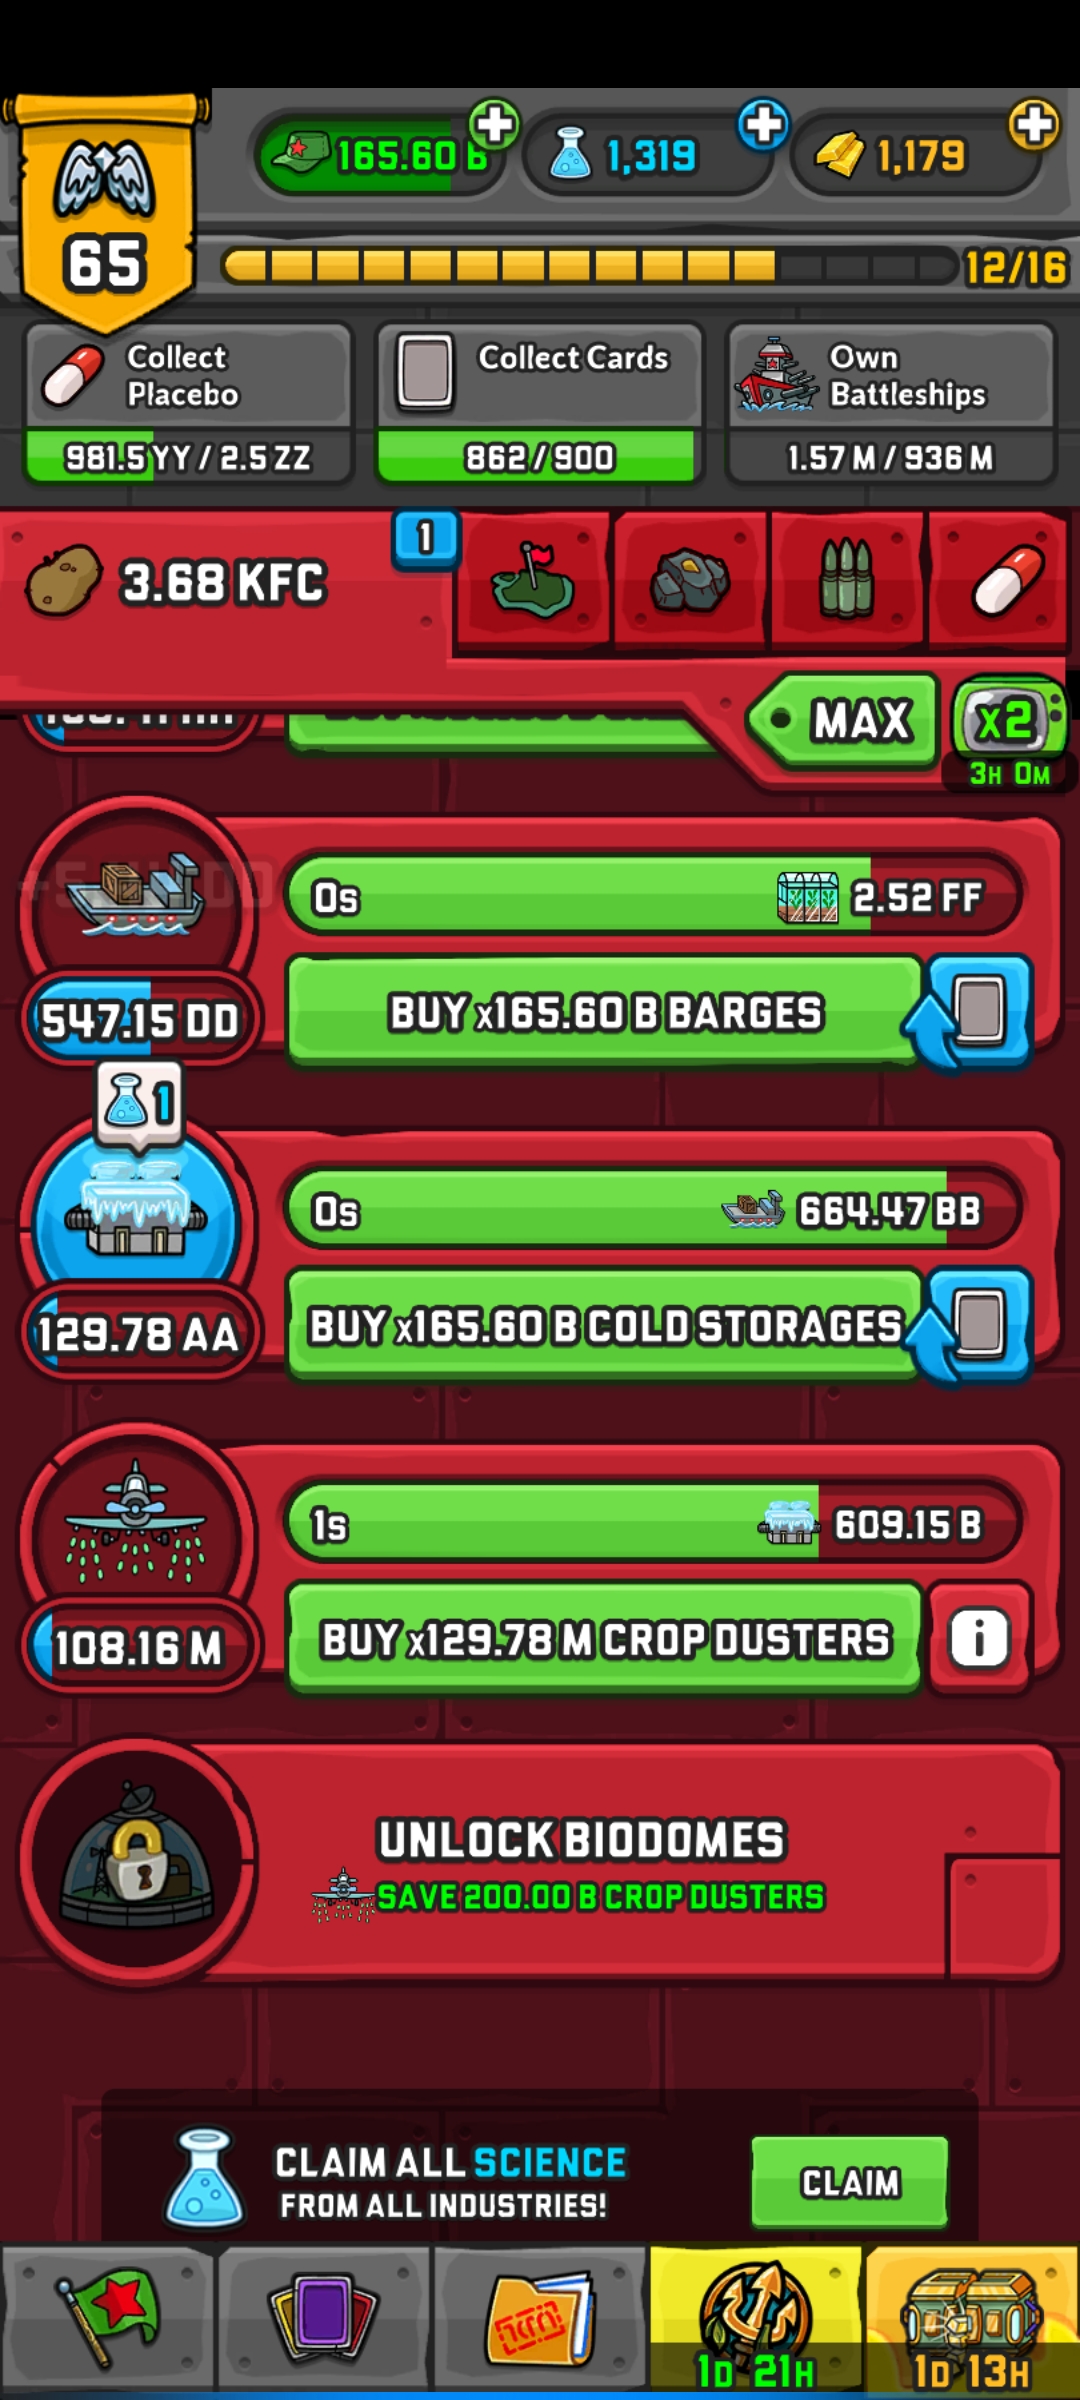 165.60 B
1,319
1,179
65
12/16
Collect
Placebo
981.5 YY / 2.5 ZZ
Collect Cards
862/900
Own
Battleships
1.57 M / 936 M
3.68 KFC
1
MAX
x2
3H 0M
0s
2.52 FF
547.15 DD
BUY x165.60 B BARGES
1
0s
664.47 BB
129.78 AA
BUY x165.60 B COLD STORAGES
1s
609.15 B
108.16 M
BUY x129.78 M CROP DUSTERS
i
UNLOCK BIODOMES
SAVE 200.00 B CROP DUSTERS
CLAIM ALL SCIENCE
FROM ALL INDUSTRIES!
CLAIM
1D 21H
1D 13H